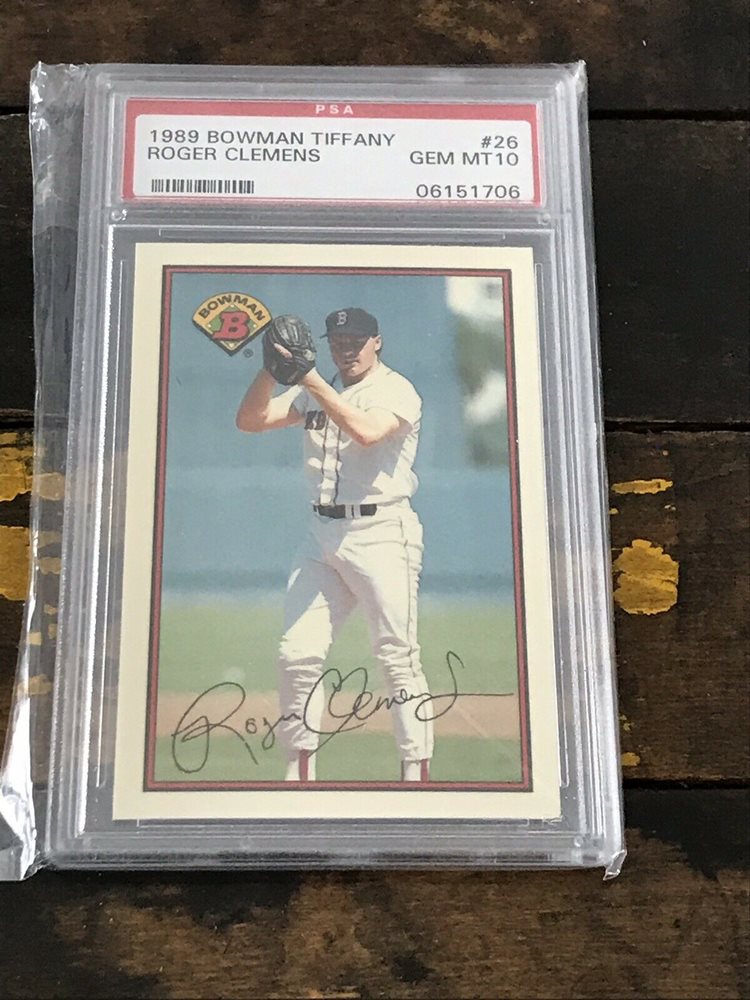 PSA
1989 BOWMAN TIFFANY #26
ROGER CLEMENS GEM MT10
06151706
BOWMAN
B
®
B
Roger Clemens